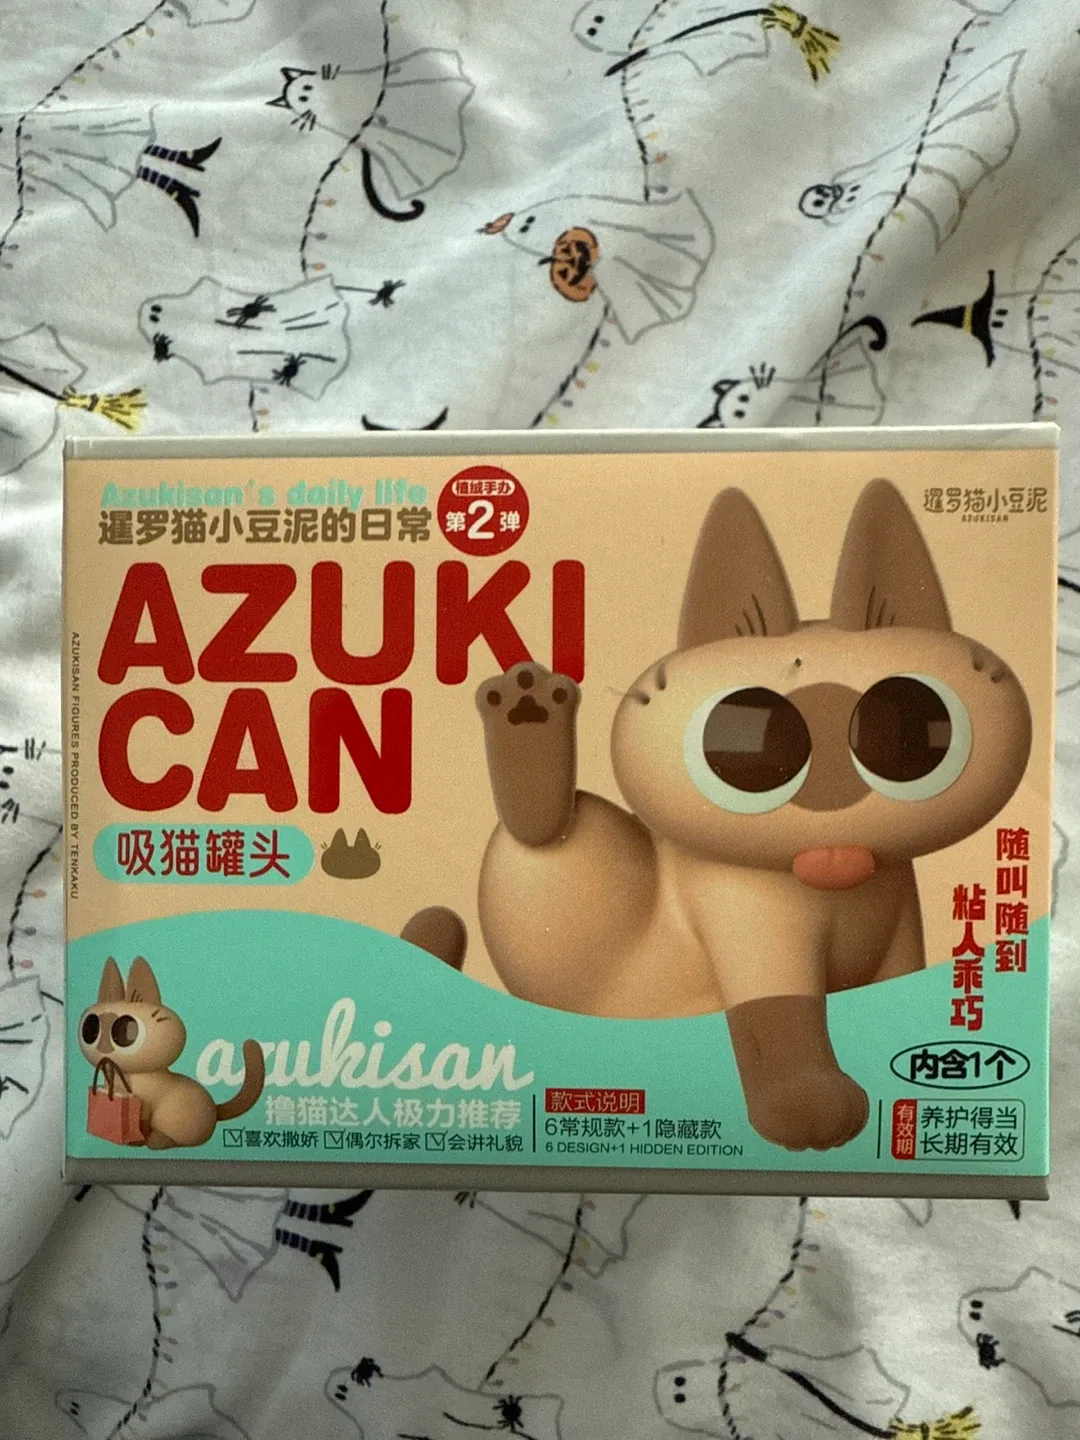 Azukisan's daily life
暹罗猫小豆泥的日常
植绒手办
第2弹
暹罗猫小豆泥
AZUKISAN
AZUKI
CAN
吸猫罐头
AZUKISAN FIGURES PRODUCED BY TENKAKU
随叫随到
粘人乖巧
azukisan
撸猫达人极力推荐
喜欢撒娇 偶尔拆家 会讲礼貌
款式说明
6常规款+1隐藏款
6 DESIGN+1 HIDDEN EDITION
内含1个
有效期
养护得当
长期有效